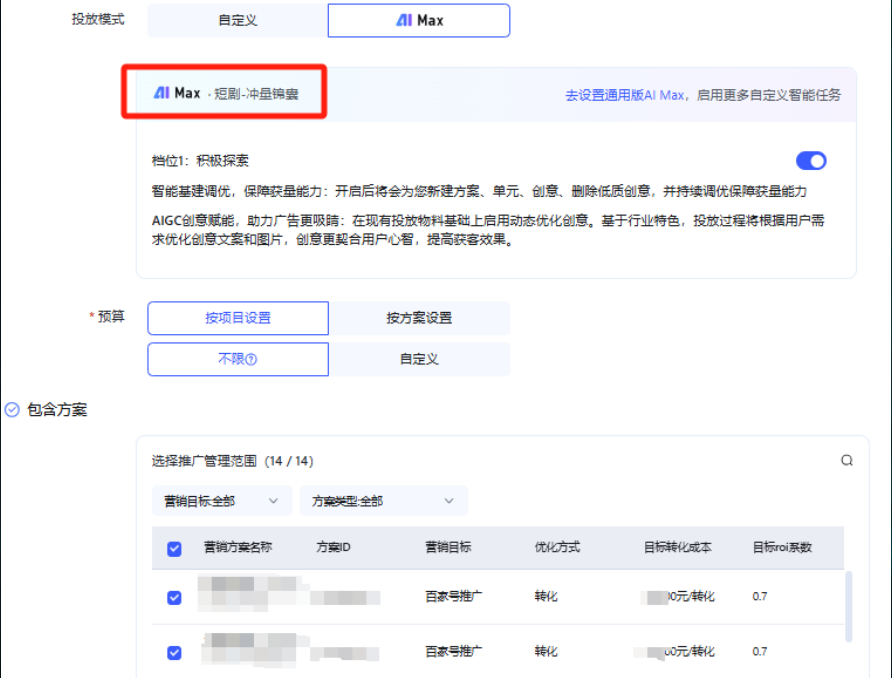 投放模式 自定义 AI Max
AI Max · 短剧-冲量锦囊 去设置通用版AI Max，启用更多自定义智能任务
档位1：积极探索
智能基建调优，保障获量能力：开启后将会为您新建方案、单元、创意、删除低质创意，并持续调优保障获量能力
AIGC创意赋能，助力广告更吸睛：在现有投放物料基础上启用动态优化创意。基于行业特色，投放过程将根据用户需
求优化创意文案和图片，创意更契合用户心智，提高获客效果。
* 预算 按项目设置 按方案设置
不限? 自定义
包含方案
选择推广管理范围（14 / 14）
营销目标:全部 方案类型:全部
营销方案名称 方案ID 营销目标 优化方式 目标转化成本 目标roi系数
百家号推广 转化 00元/转化 0.7
百家号推广 转化 00元/转化 0.7